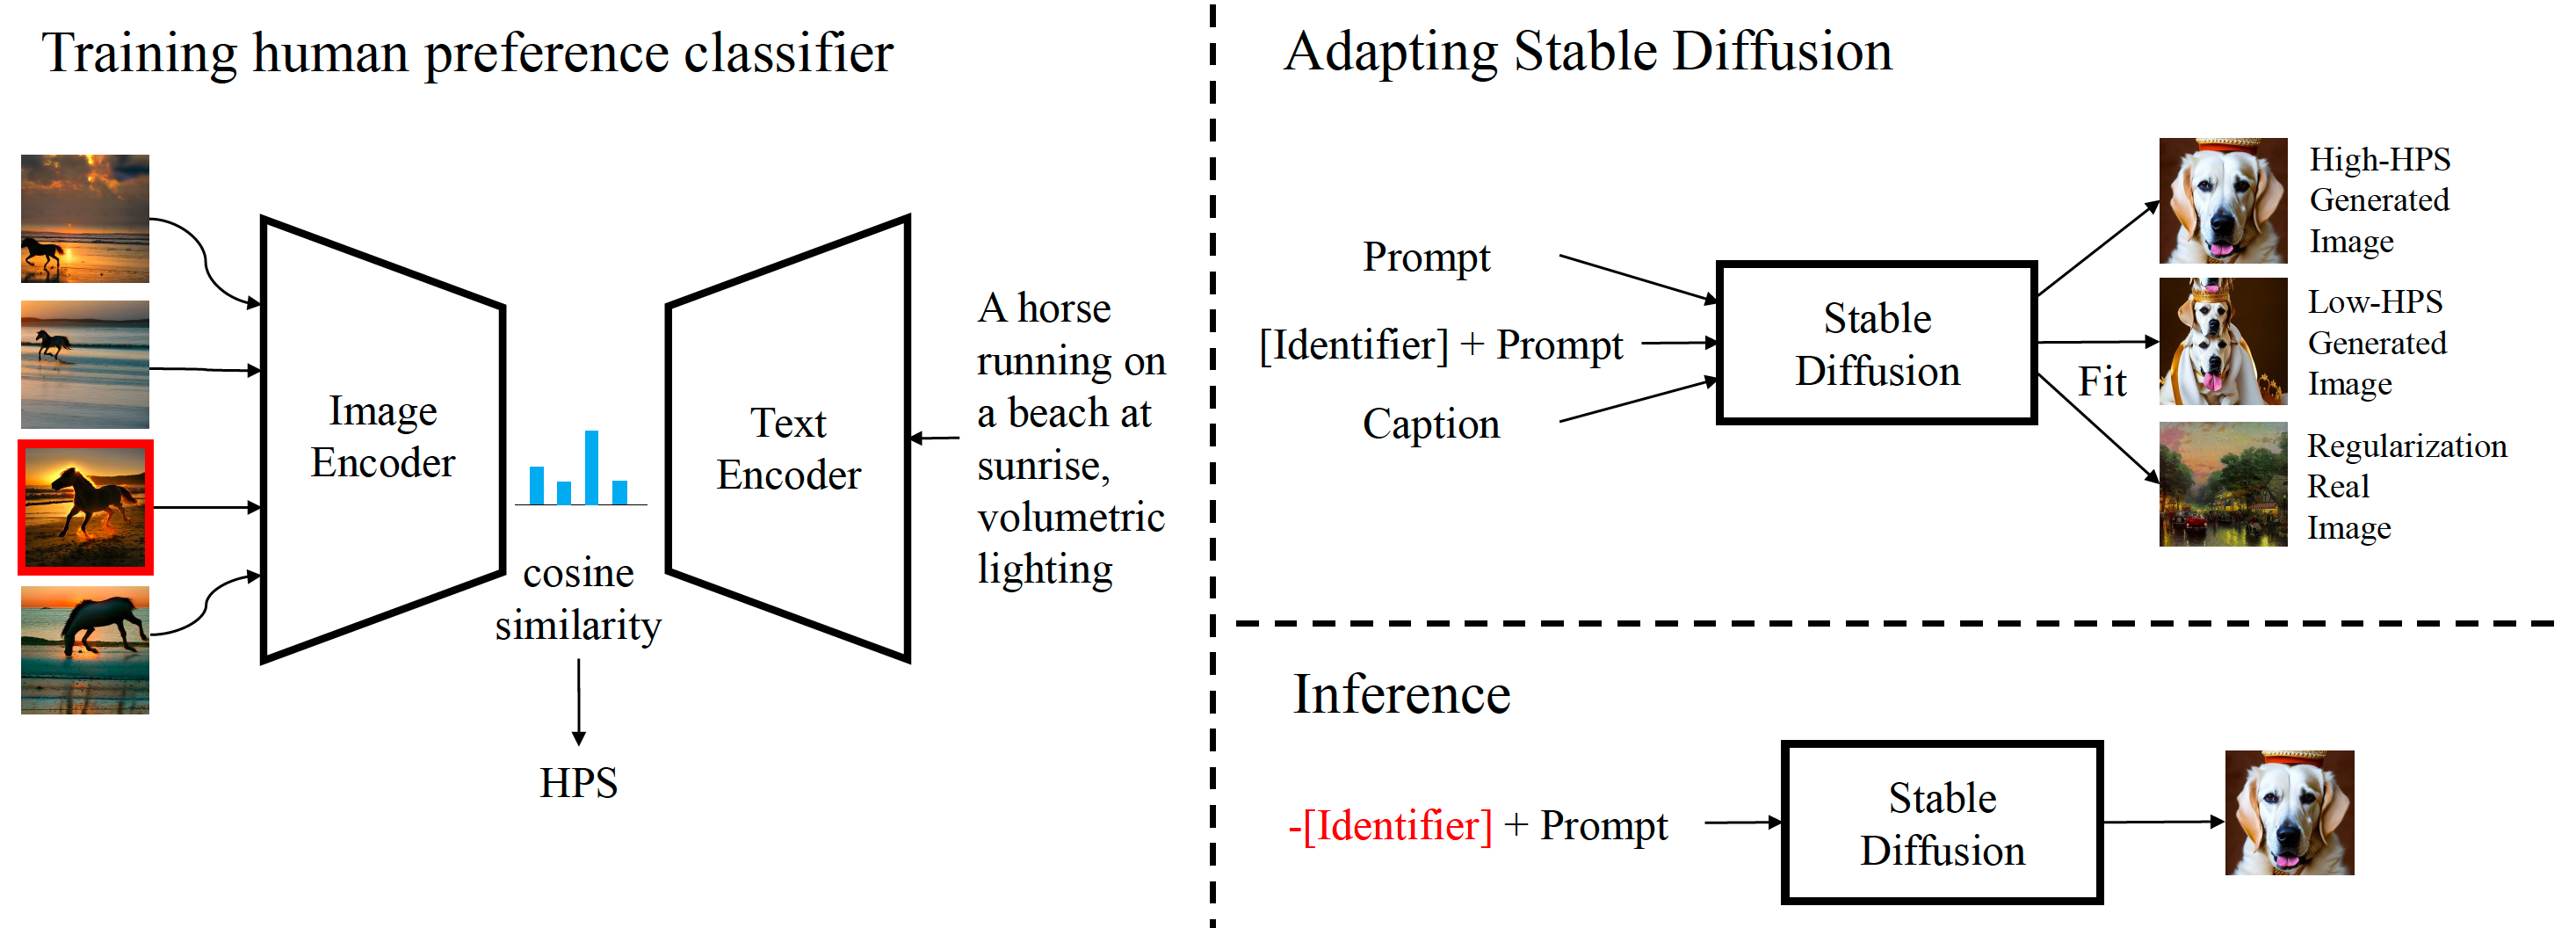 Training human preference classifier
Image
Encoder
Text
Encoder
cosine
similarity
HPS
A horse
running on
a beach at
sunrise,
volumetric
lighting
Adapting Stable Diffusion
Prompt
[Identifier] + Prompt
Caption
Stable
Diffusion
Fit
High-HPS
Generated
Image
Low-HPS
Generated
Image
Regularization
Real
Image
Inference
-[Identifier] + Prompt
Stable
Diffusion